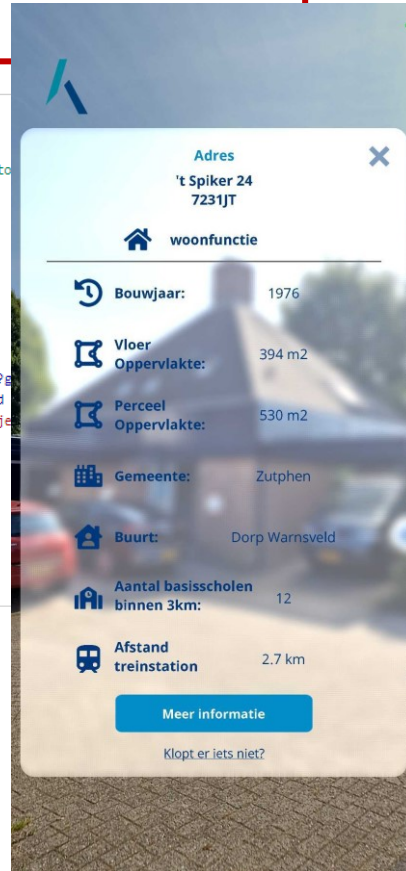 Adres
't Spiker 24
7231JT
woonfunctie
Bouwjaar: 1976
Vloer
Oppervlakte: 394 m2
Perceel
Oppervlakte: 530 m2
Gemeente: Zutphen
Buurt: Dorp Warnsveld
Aantal basisscholen
binnen 3km: 12
Afstand
treinstation 2.7 km
Meer informatie
Klopt er iets niet?